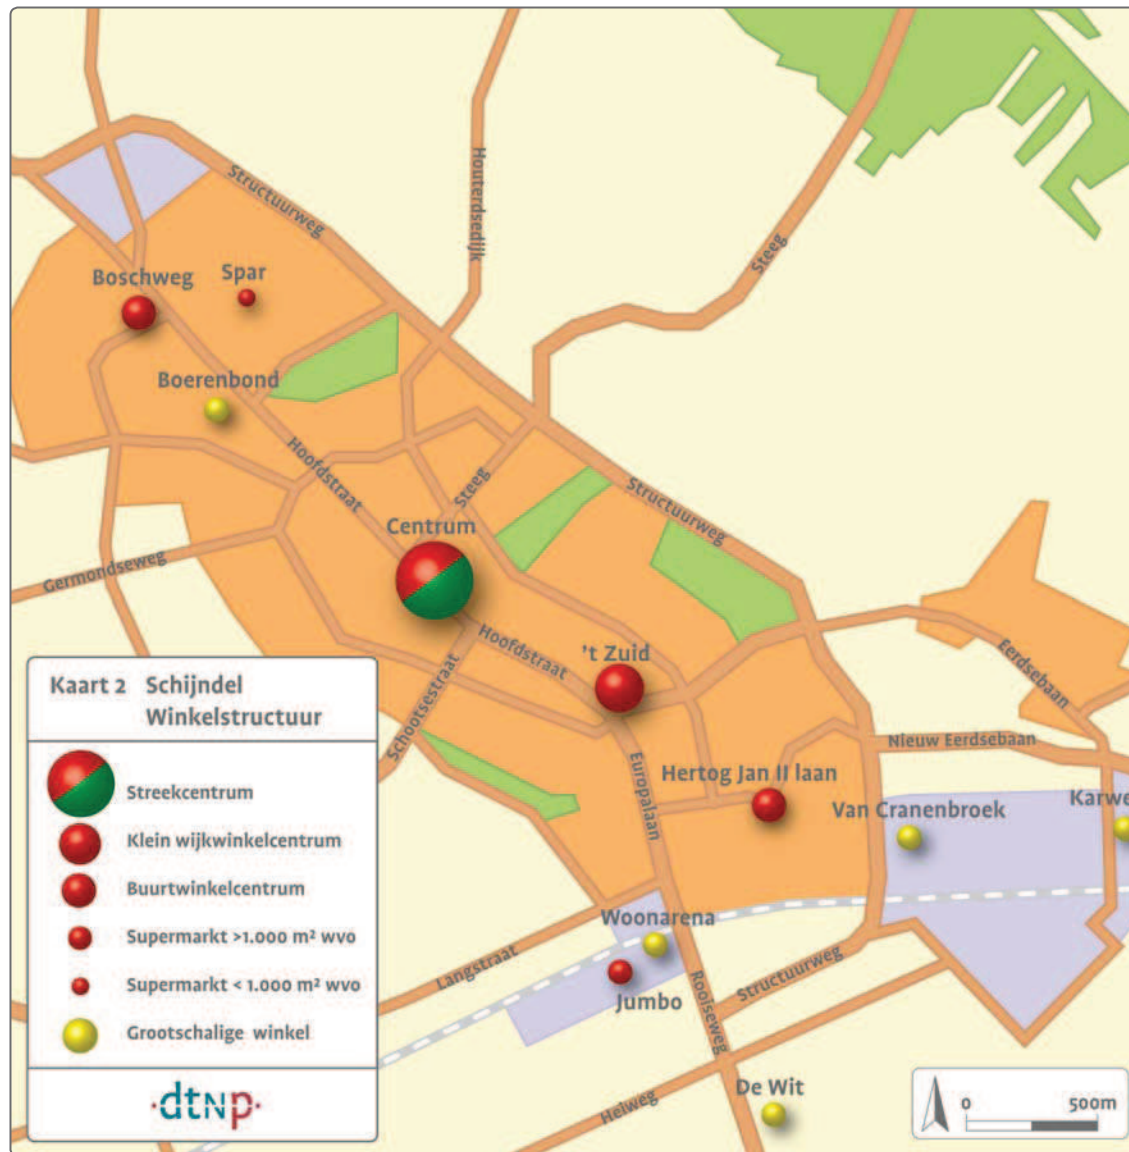 Structuurweg
Houterdsedijk
Steeg
Boschweg
Spar
Boerenbond
Hoofdstraat
Steeg
Structuurweg
Centrum
Germondseweg
Hoofdstraat
't Zuid
Schootsestraat
Eerdsebaan
Nieuw Eerdsebaan
Europalaan
Hertog Jan II laan
Van Cranenbroek
Karwe
Woonarena
Jumbo
Langstraat
Structuurweg
Rooiseweg
De Wit
Heiweg
Kaart 2 Schijndel
Winkelstructuur
Streekcentrum
Klein wijkwinkelcentrum
Buurtwinkelcentrum
Supermarkt >1.000 m² wvo
Supermarkt < 1.000 m² wvo
Grootschalige winkel
·dtnp·
0 500m